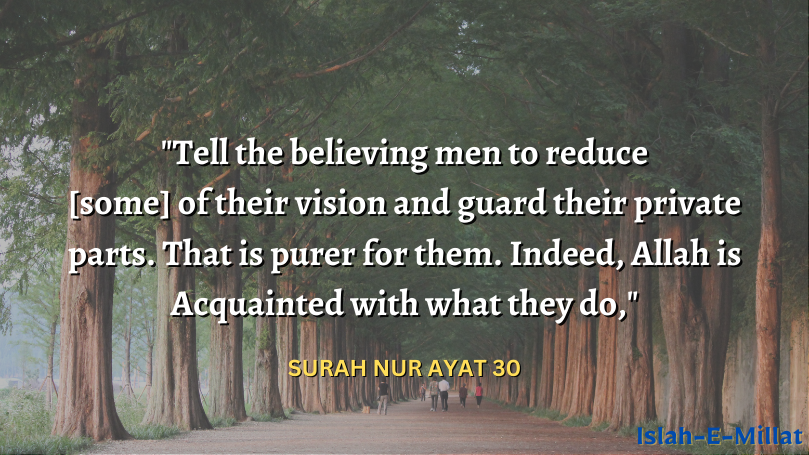 "Tell the believing men to reduce
[some] of their vision and guard their private
parts. That is purer for them. Indeed, Allah is
Acquainted with what they do,"
SURAH NUR AYAT 30
Islah-E-Millat